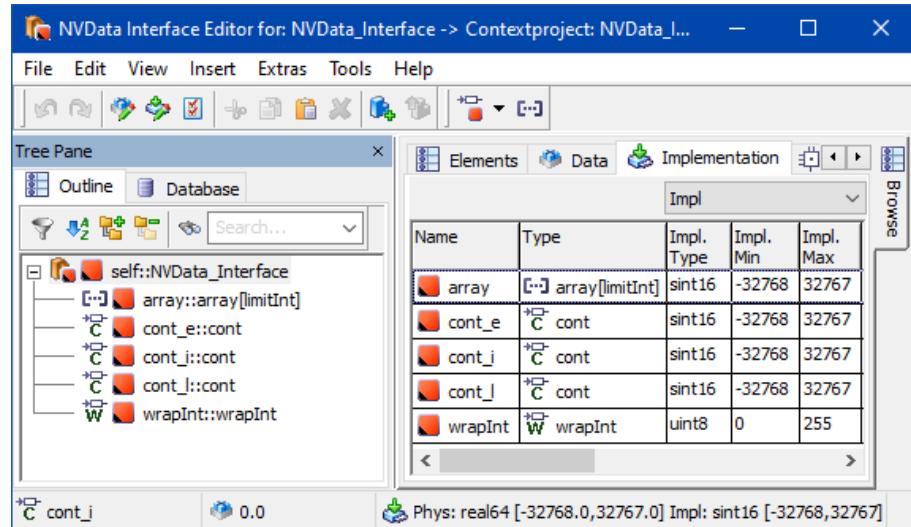 NVData Interface Editor for: NVData_Interface -> Contextproject: NVData_I...
File Edit View Insert Extras Tools Help
Tree Pane
Outline Database
Search...
self::NVData_Interface
array::array[limitInt]
C cont_e::cont
C cont_i::cont
C cont_l::cont
W wrapInt::wrapInt
Elements Data Implementation
Browse
Impl
Name Type Impl. Type Impl. Min Impl. Max
array array[limitInt] sint16 -32768 32767
cont_e C cont sint16 -32768 32767
cont_i C cont sint16 -32768 32767
cont_l C cont sint16 -32768 32767
wrapInt W wrapInt uint8 0 255
C cont_i 0.0 Phys: real64 [-32768.0,32767.0] Impl: sint16 [-32768,32767]